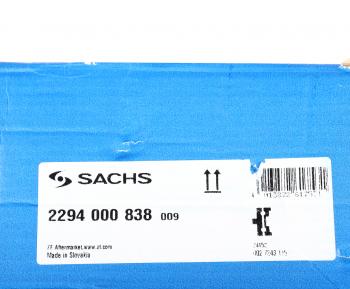 SACHS
2294 000 838 009
ZF Aftermarket.www.zf.com
Made in Slovakia